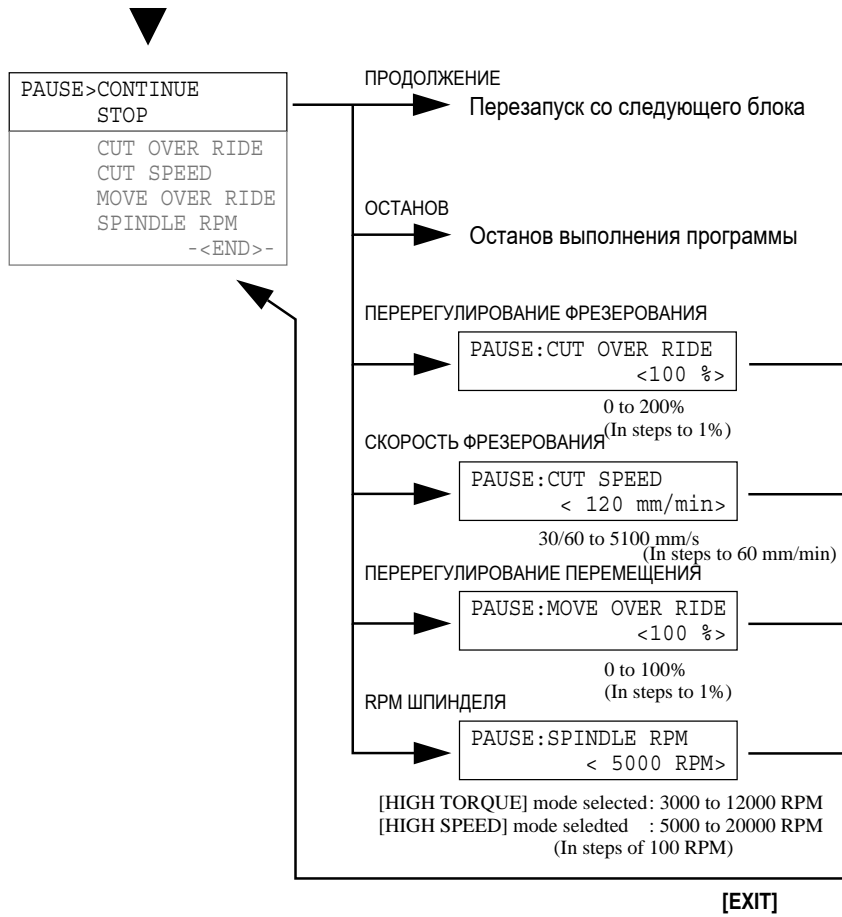 PAUSE>CONTINUE
STOP
CUT OVER RIDE
CUT SPEED
MOVE OVER RIDE
SPINDLE RPM
-<END>-
ПРОДОЛЖЕНИЕ
Перезапуск со следующего блока
ОСТАНОВ
Останов выполнения программы
ПЕРЕРЕГУЛИРОВАНИЕ ФРЕЗЕРОВАНИЯ
PAUSE:CUT OVER RIDE
<100 %>
0 to 200%
(In steps to 1%)
СКОРОСТЬ ФРЕЗЕРОВАНИЯ
PAUSE:CUT SPEED
< 120 mm/min>
30/60 to 5100 mm/s
(In steps to 60 mm/min)
ПЕРЕРЕГУЛИРОВАНИЕ ПЕРЕМЕЩЕНИЯ
PAUSE:MOVE OVER RIDE
<100 %>
0 to 100%
(In steps to 1%)
RPM ШПИНДЕЛЯ
PAUSE:SPINDLE RPM
< 5000 RPM>
[HIGH TORQUE] mode selected : 3000 to 12000 RPM
[HIGH SPEED] mode seledted : 5000 to 20000 RPM
(In steps of 100 RPM)
[EXIT]